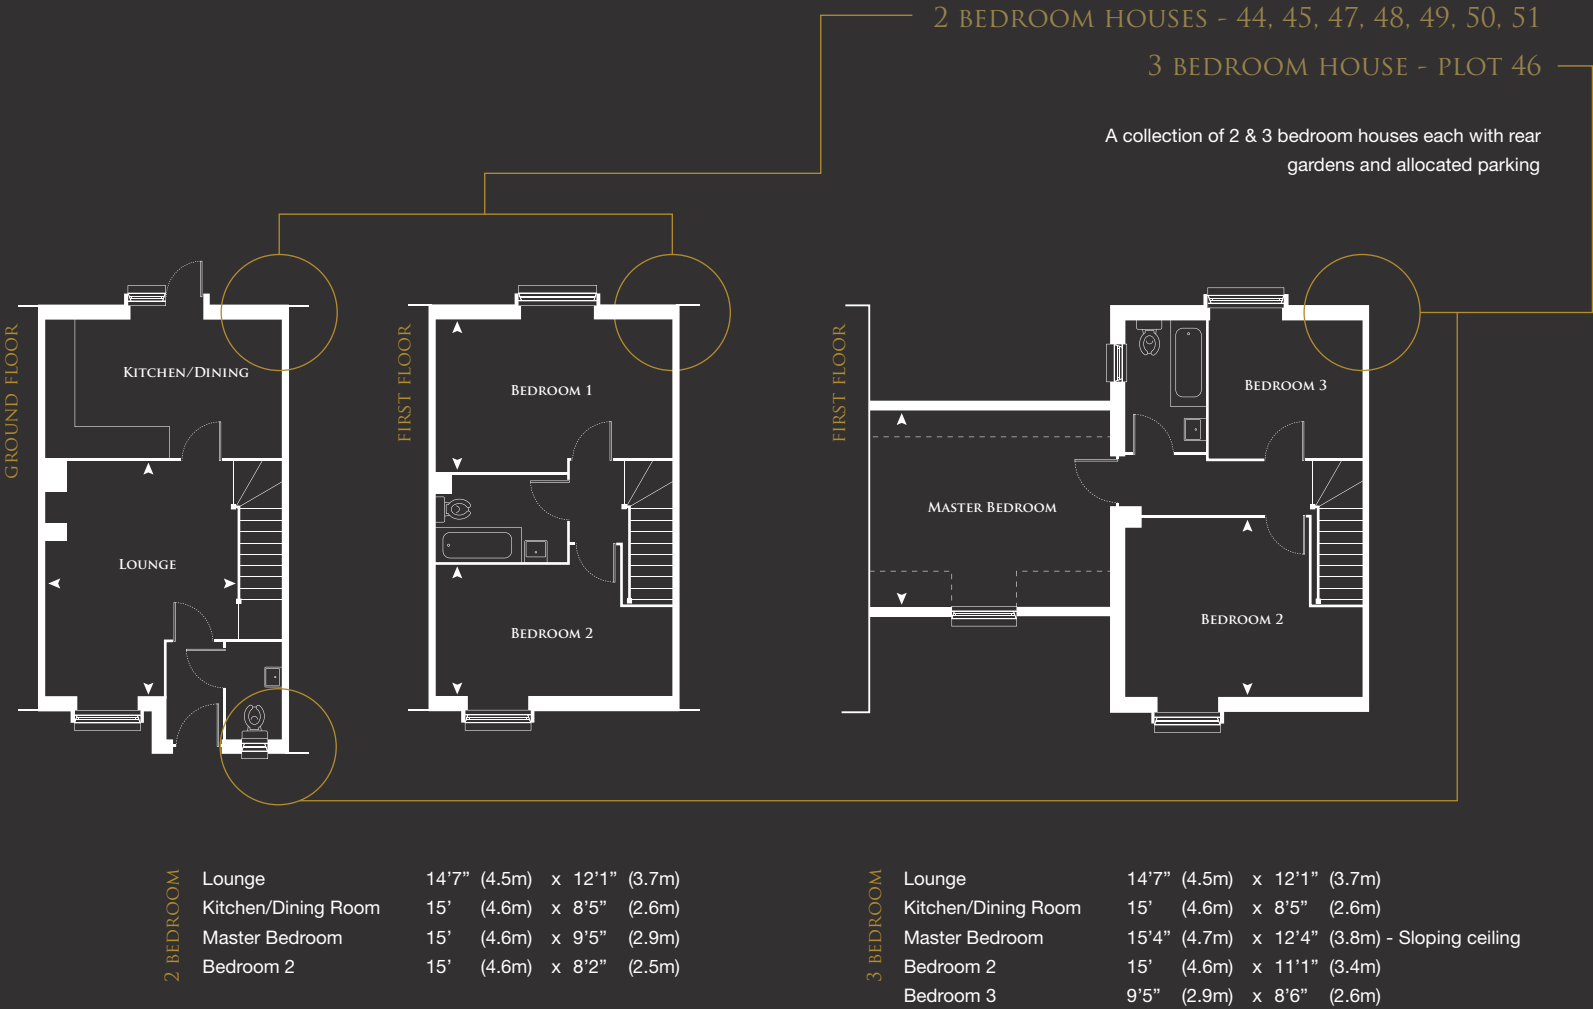 2 BEDROOM HOUSES - 44, 45, 47, 48, 49, 50, 51
3 BEDROOM HOUSE - PLOT 46
A collection of 2 & 3 bedroom houses each with rear
gardens and allocated parking
GROUND FLOOR
KITCHEN/DINING
LOUNGE
FIRST FLOOR
BEDROOM 1
BEDROOM 2
FIRST FLOOR
BEDROOM 3
MASTER BEDROOM
BEDROOM 2
2 BEDROOM
Lounge 14'7” (4.5m) x 12'1” (3.7m)
Kitchen/Dining Room 15' (4.6m) x 8'5” (2.6m)
Master Bedroom 15' (4.6m) x 9'5” (2.9m)
Bedroom 2 15' (4.6m) x 8'2” (2.5m)
3 BEDROOM
Lounge 14'7” (4.5m) x 12'1” (3.7m)
Kitchen/Dining Room 15' (4.6m) x 8'5” (2.6m)
Master Bedroom 15'4” (4.7m) x 12'4” (3.8m) - Sloping ceiling
Bedroom 2 15' (4.6m) x 11'1” (3.4m)
Bedroom 3 9'5” (2.9m) x 8'6” (2.6m)